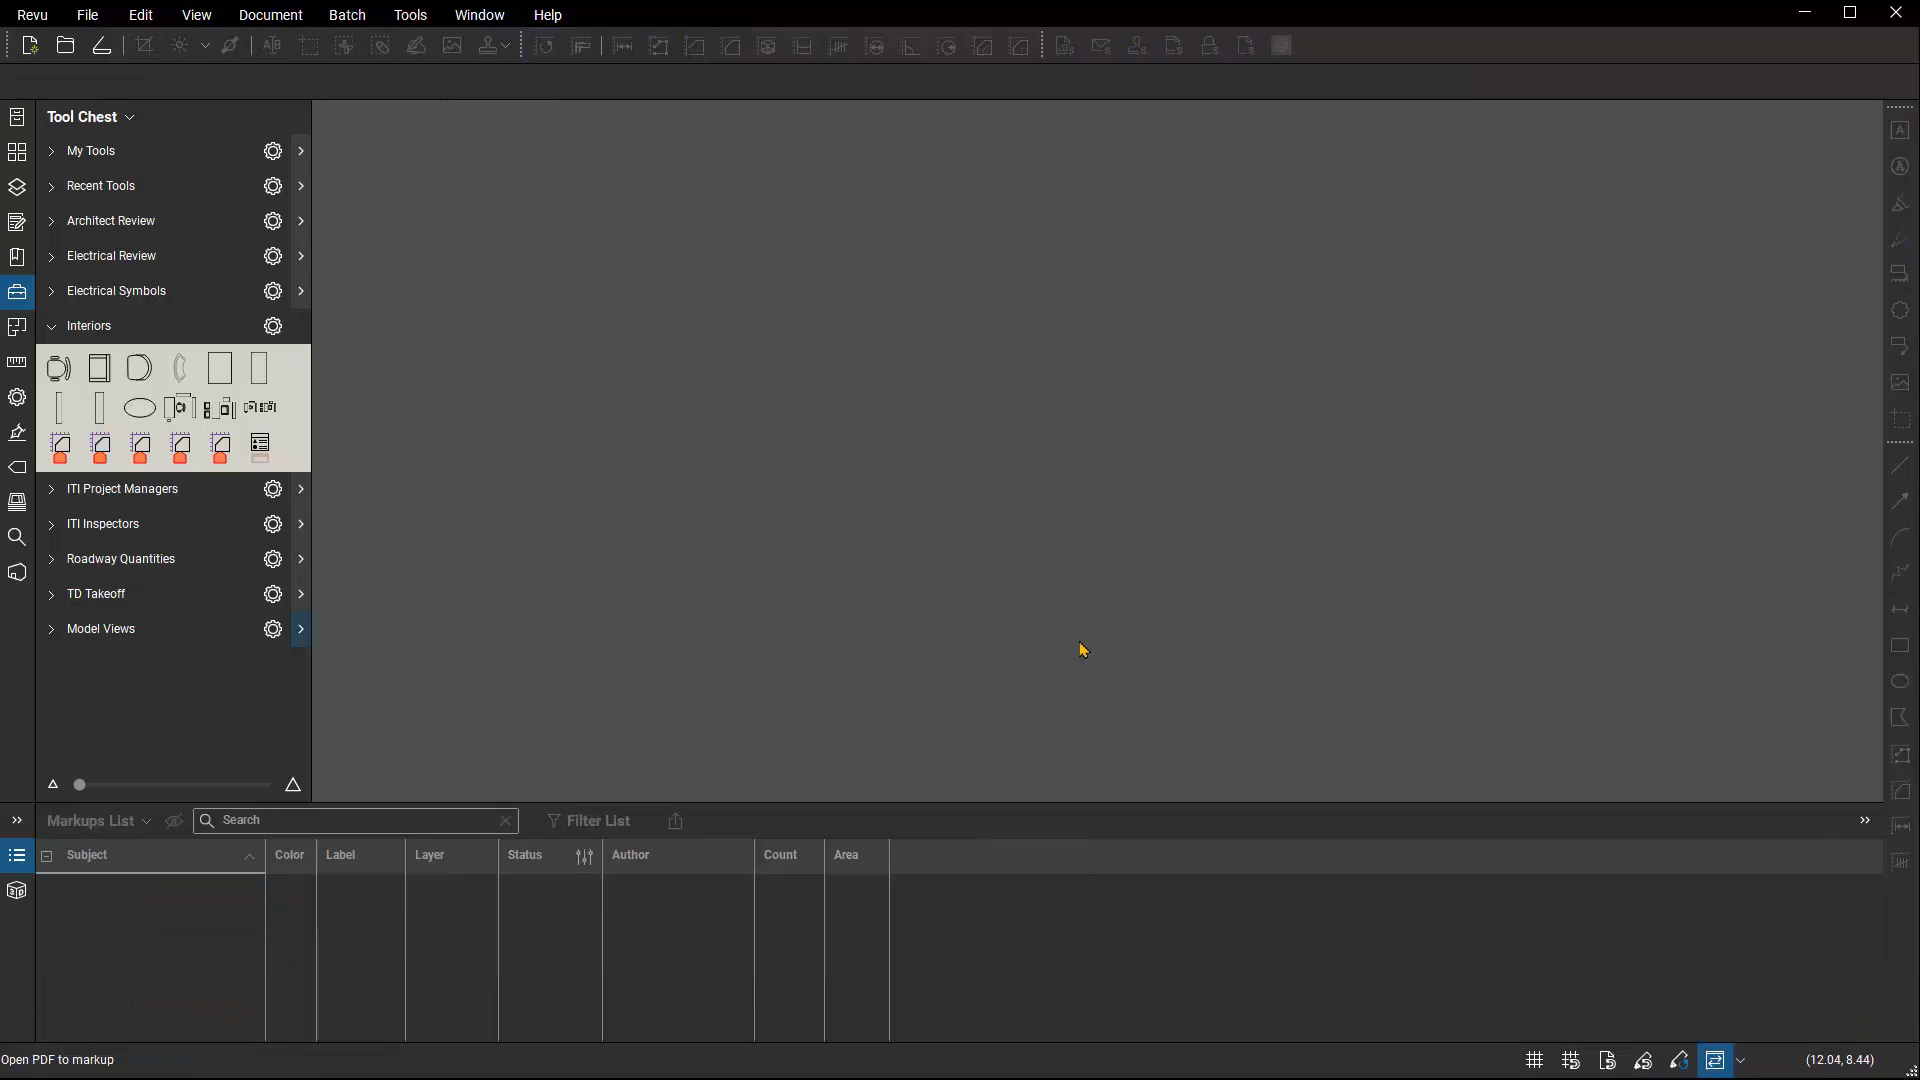 Revu File Edit View Document Batch Tools Window Help
Tool Chest
My Tools
Recent Tools
Architect Review
Electrical Review
Electrical Symbols
Interiors
ITI Project Managers
ITI Inspectors
Roadway Quantities
TD Takeoff
Model Views
Markups List Search Filter List
Subject Color Label Layer Status Author Count Area
Open PDF to markup (12.04, 8.44)